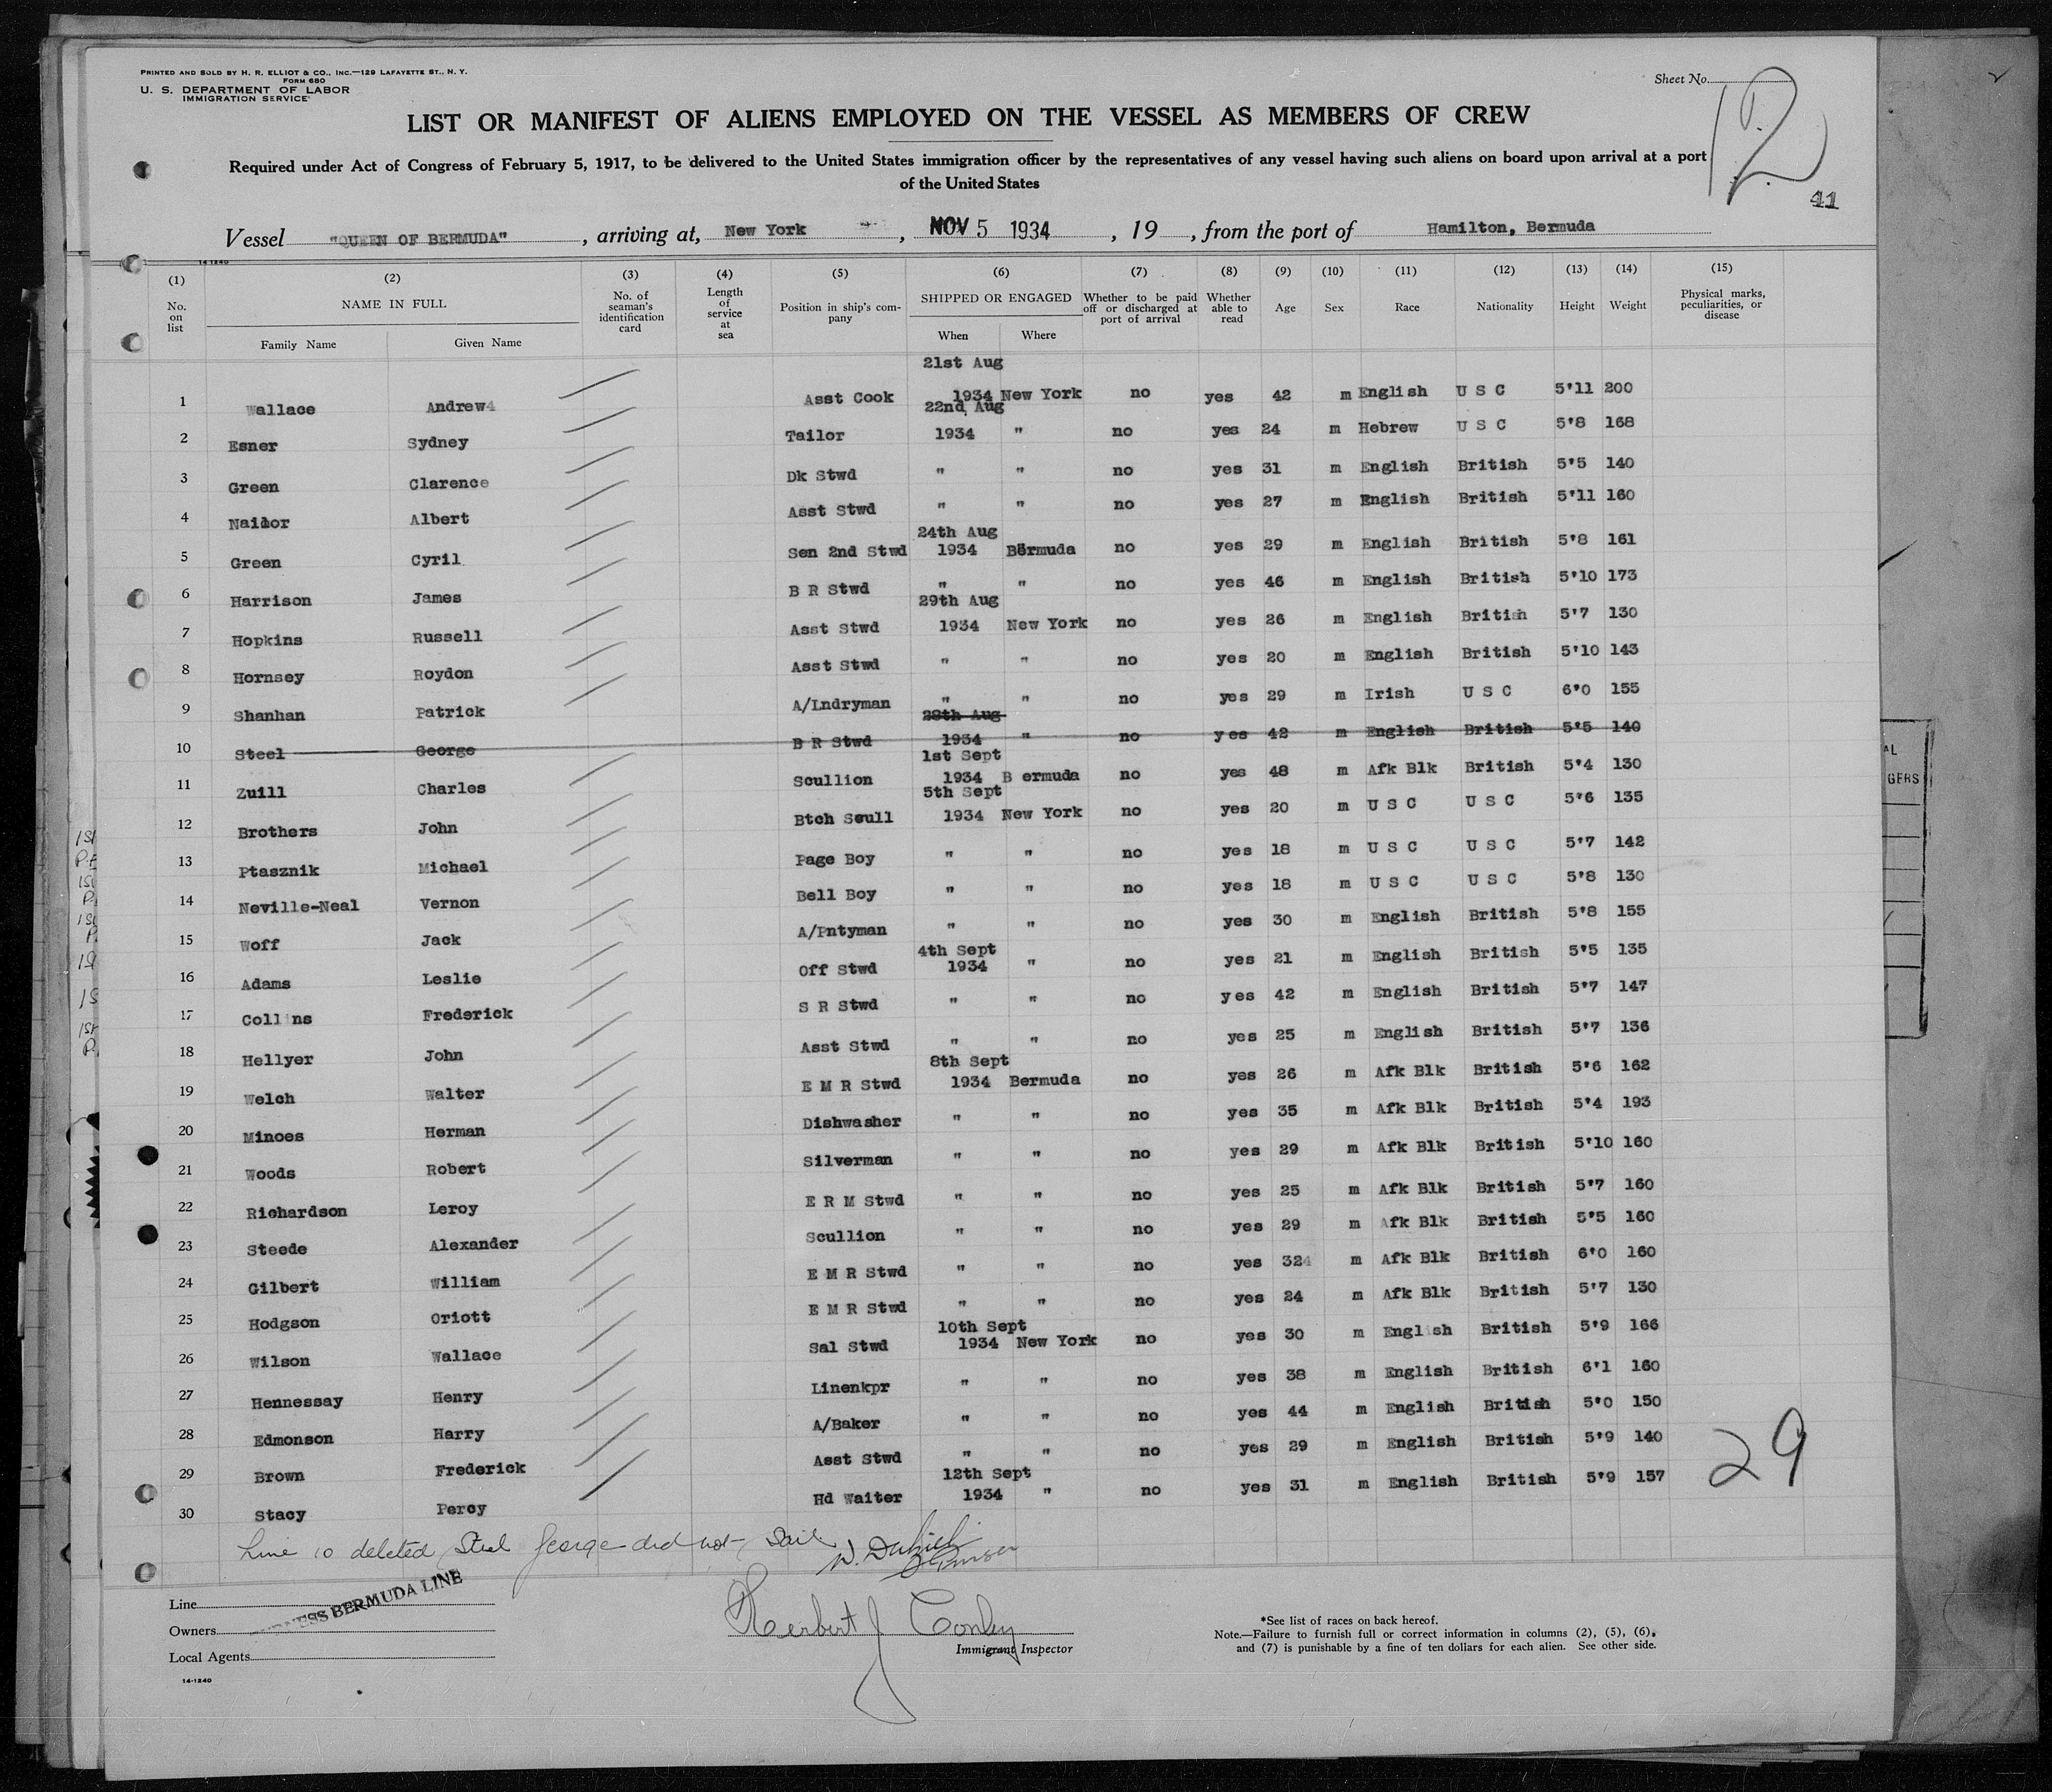 PRINTED AND SOLD BY H. R. ELLIOT & CO., INC.—129 LAFAYETTE ST., N. Y.
FORM 680
U. S. DEPARTMENT OF LABOR
IMMIGRATION SERVICE
Sheet No.
12
LIST OR MANIFEST OF ALIENS EMPLOYED ON THE VESSEL AS MEMBERS OF CREW
Required under Act of Congress of February 5, 1917, to be delivered to the United States immigration officer by the representatives of any vessel having such aliens on board upon arrival at a port
of the United States
41
Vessel "QUEEN OF BERMUDA", arriving at, New York, NOV 5 1934, 19, from the port of Hamilton, Bermuda
14-1240
(1) (2) (3) (4) (5) (6) (7) (8) (9) (10) (11) (12) (13) (14) (15)
No. on list NAME IN FULL Family Name Given Name No. of seaman's identification card Length of service at sea Position in ship's company SHIPPED OR ENGAGED When Where Whether to be paid off or discharged at port of arrival Whether able to read Age Sex Race Nationality Height Weight Physical marks, peculiarities, or disease
21st Aug
1 Wallace Andrew4 Asst Cook 1934 New York no yes 42 m English U S C 5'11 200
22nd Aug
2 Esner Sydney Tailor 1934 " no yes 24 m Hebrew U S C 5'8 168
3 Green Clarence Dk Stwd " " no yes 31 m English British 5'5 140
4 Nailor Albert Asst Stwd " " no yes 27 m English British 5'11 160
24th Aug
5 Green Cyril Sen 2nd Stwd 1934 Bermuda no yes 29 m English British 5'8 161
6 Harrison James B R Stwd " " no yes 46 m English British 5'10 173
29th Aug
7 Hopkins Russell Asst Stwd 1934 New York no yes 26 m English British 5'7 130
8 Hornsey Roydon Asst Stwd " " no yes 20 m English British 5'10 143
9 Shanhan Patrick A/Lndryman " " no yes 29 m Irish U S C 6'0 155
28th Aug
10 Steel George B R Stwd 1934 " no yes 42 m English British 5'5 140
1st Sept
11 Zuill Charles Scullion 1934 B ermuda no yes 48 m Afk Blk British 5'4 130
5th Sept
12 Brothers John Btch Scull 1934 New York no yes 20 m U S C U S C 5'6 135
13 Ptasznik Michael Page Boy " " no yes 18 m U S C U S C 5'7 142
14 Neville-Neal Vernon Bell Boy " " no yes 18 m U S C U S C 5'8 130
15 Woff Jack A/Pntyman " " no yes 30 m English British 5'8 155
4th Sept
16 Adams Leslie Off Stwd 1934 " no yes 21 m English British 5'5 135
17 Collins Frederick S R Stwd " " no yes 42 m English British 5'7 147
18 Hellyer John Asst Stwd " " no yes 25 m English British 5'7 136
8th Sept
19 Welch Walter E M R Stwd 1934 Bermuda no yes 26 m Afk Blk British 5'6 162
20 Minoes Herman Dishwasher " " no yes 35 m Afk Blk British 5'4 193
21 Woods Robert Silverman " " no yes 29 m Afk Blk British 5'10 160
22 Richardson Leroy E R M Stwd " " no yes 25 m Afk Blk British 5'7 160
23 Steede Alexander Scullion " " no yes 29 m Afk Blk British 5'5 160
24 Gilbert William E M R Stwd " " no yes 324 m Afk Blk British 6'0 160
25 Hodgson Oriott E M R Stwd " " no yes 24 m Afk Blk British 5'7 130
10th Sept
26 Wilson Wallace Sal Stwd 1934 New York no yes 30 m English British 5'9 166
27 Hennessay Henry Linenkpr " " no yes 38 m English British 6'1 160
28 Edmonson Harry A/Baker " " no yes 44 m English British 5'0 150
29 Brown Frederick Asst Stwd " " no yes 29 m English British 5'9 140
12th Sept
30 Stacy Percy Hd Waiter 1934 " no yes 31 m English British 5'9 157
29
Line 10 deleted Steel George did not Sail
Purser
Line
BERMUDA LINE
Owners
Local Agents
14-1240
Herbert J Conley
Immigrant Inspector
*See list of races on back hereof.
Note.—Failure to furnish full or correct information in columns (2), (5), (6),
and (7) is punishable by a fine of ten dollars for each alien. See other side.